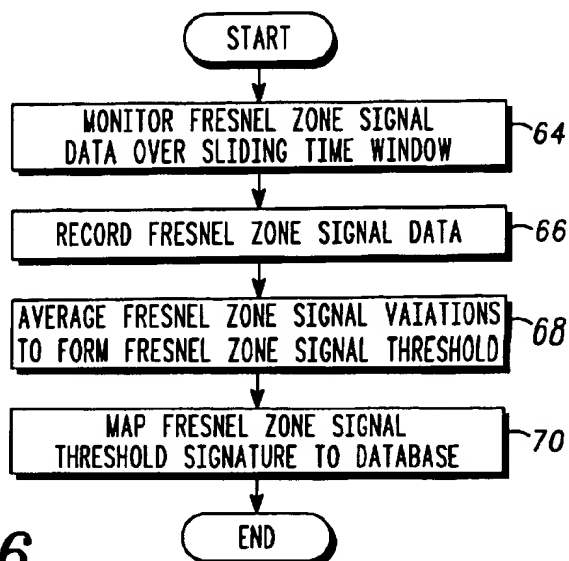 START
MONITOR FRESNEL ZONE SIGNAL
DATA OVER SLIDING TIME WINDOW
64
RECORD FRESNEL ZONE SIGNAL DATA
66
AVERAGE FRESNEL ZONE SIGNAL VAIATIONS
TO FORM FRESNEL ZONE SIGNAL THRESHOLD
68
MAP FRESNEL ZONE SIGNAL
THRESHOLD SIGNATURE TO DATABASE
70
END
6